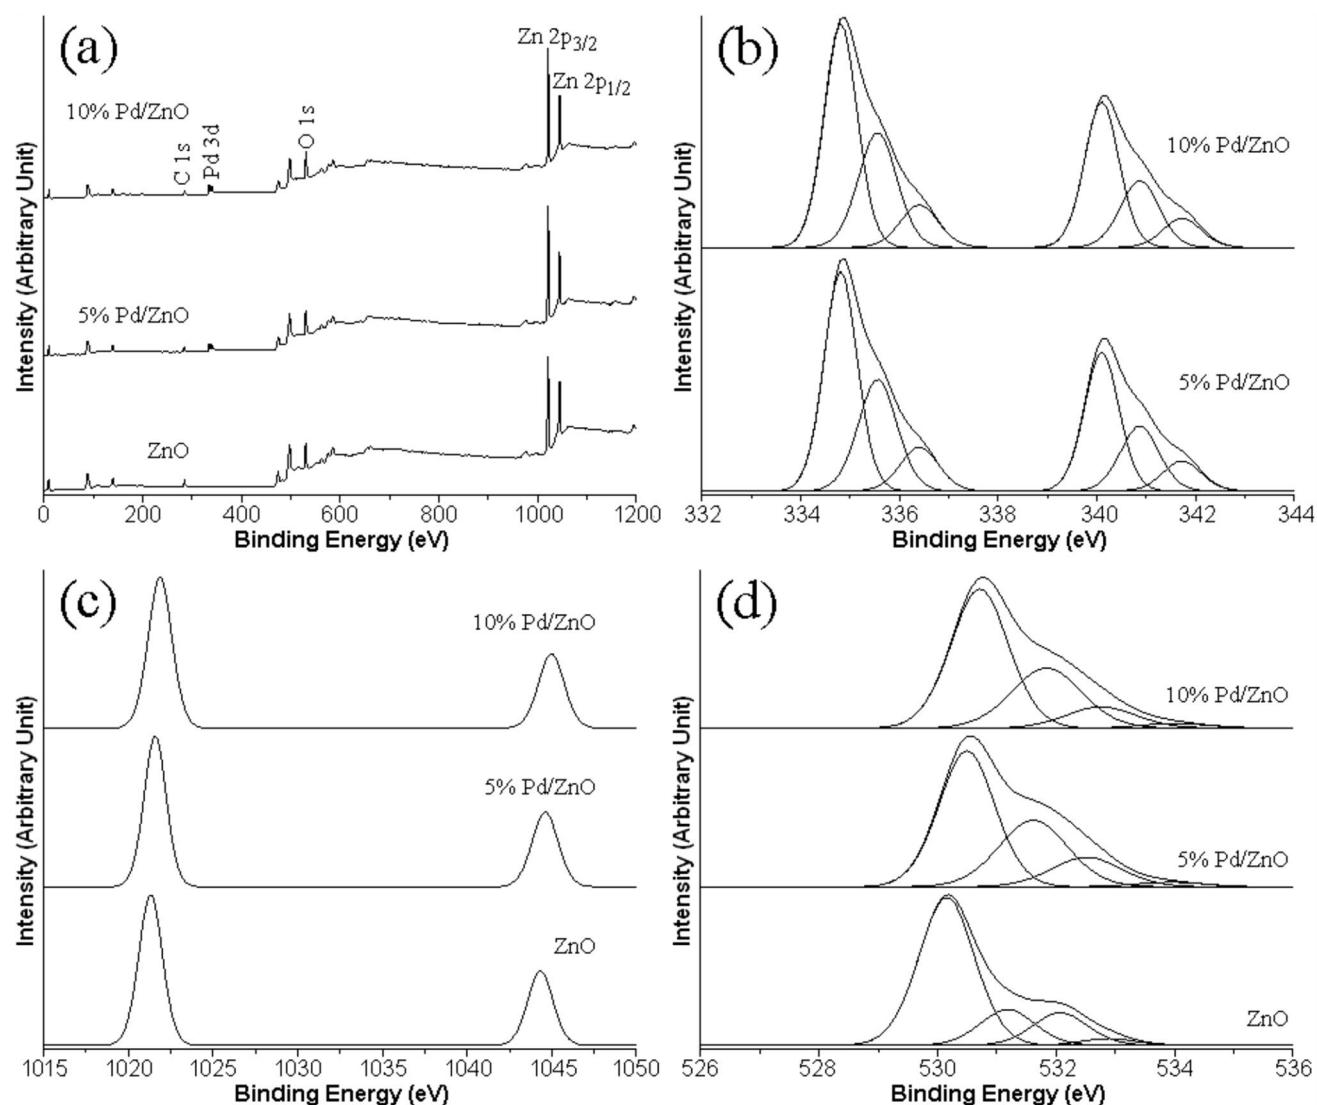 (a)
Zn 2p3/2
Zn 2p1/2
10% Pd/ZnO
C 1s
Pd 3d
O 1s
5% Pd/ZnO
ZnO
Intensity (Arbitrary Unit)
0 200 400 600 800 1000 1200
Binding Energy (eV)
(b)
10% Pd/ZnO
5% Pd/ZnO
Intensity (Arbitrary Unit)
332 334 336 338 340 342 344
Binding Energy (eV)
(c)
10% Pd/ZnO
5% Pd/ZnO
ZnO
Intensity (Arbitrary Unit)
1015 1020 1025 1030 1035 1040 1045 1050
Binding Energy (eV)
(d)
10% Pd/ZnO
5% Pd/ZnO
ZnO
Intensity (Arbitrary Unit)
526 528 530 532 534 536
Binding Energy (eV)